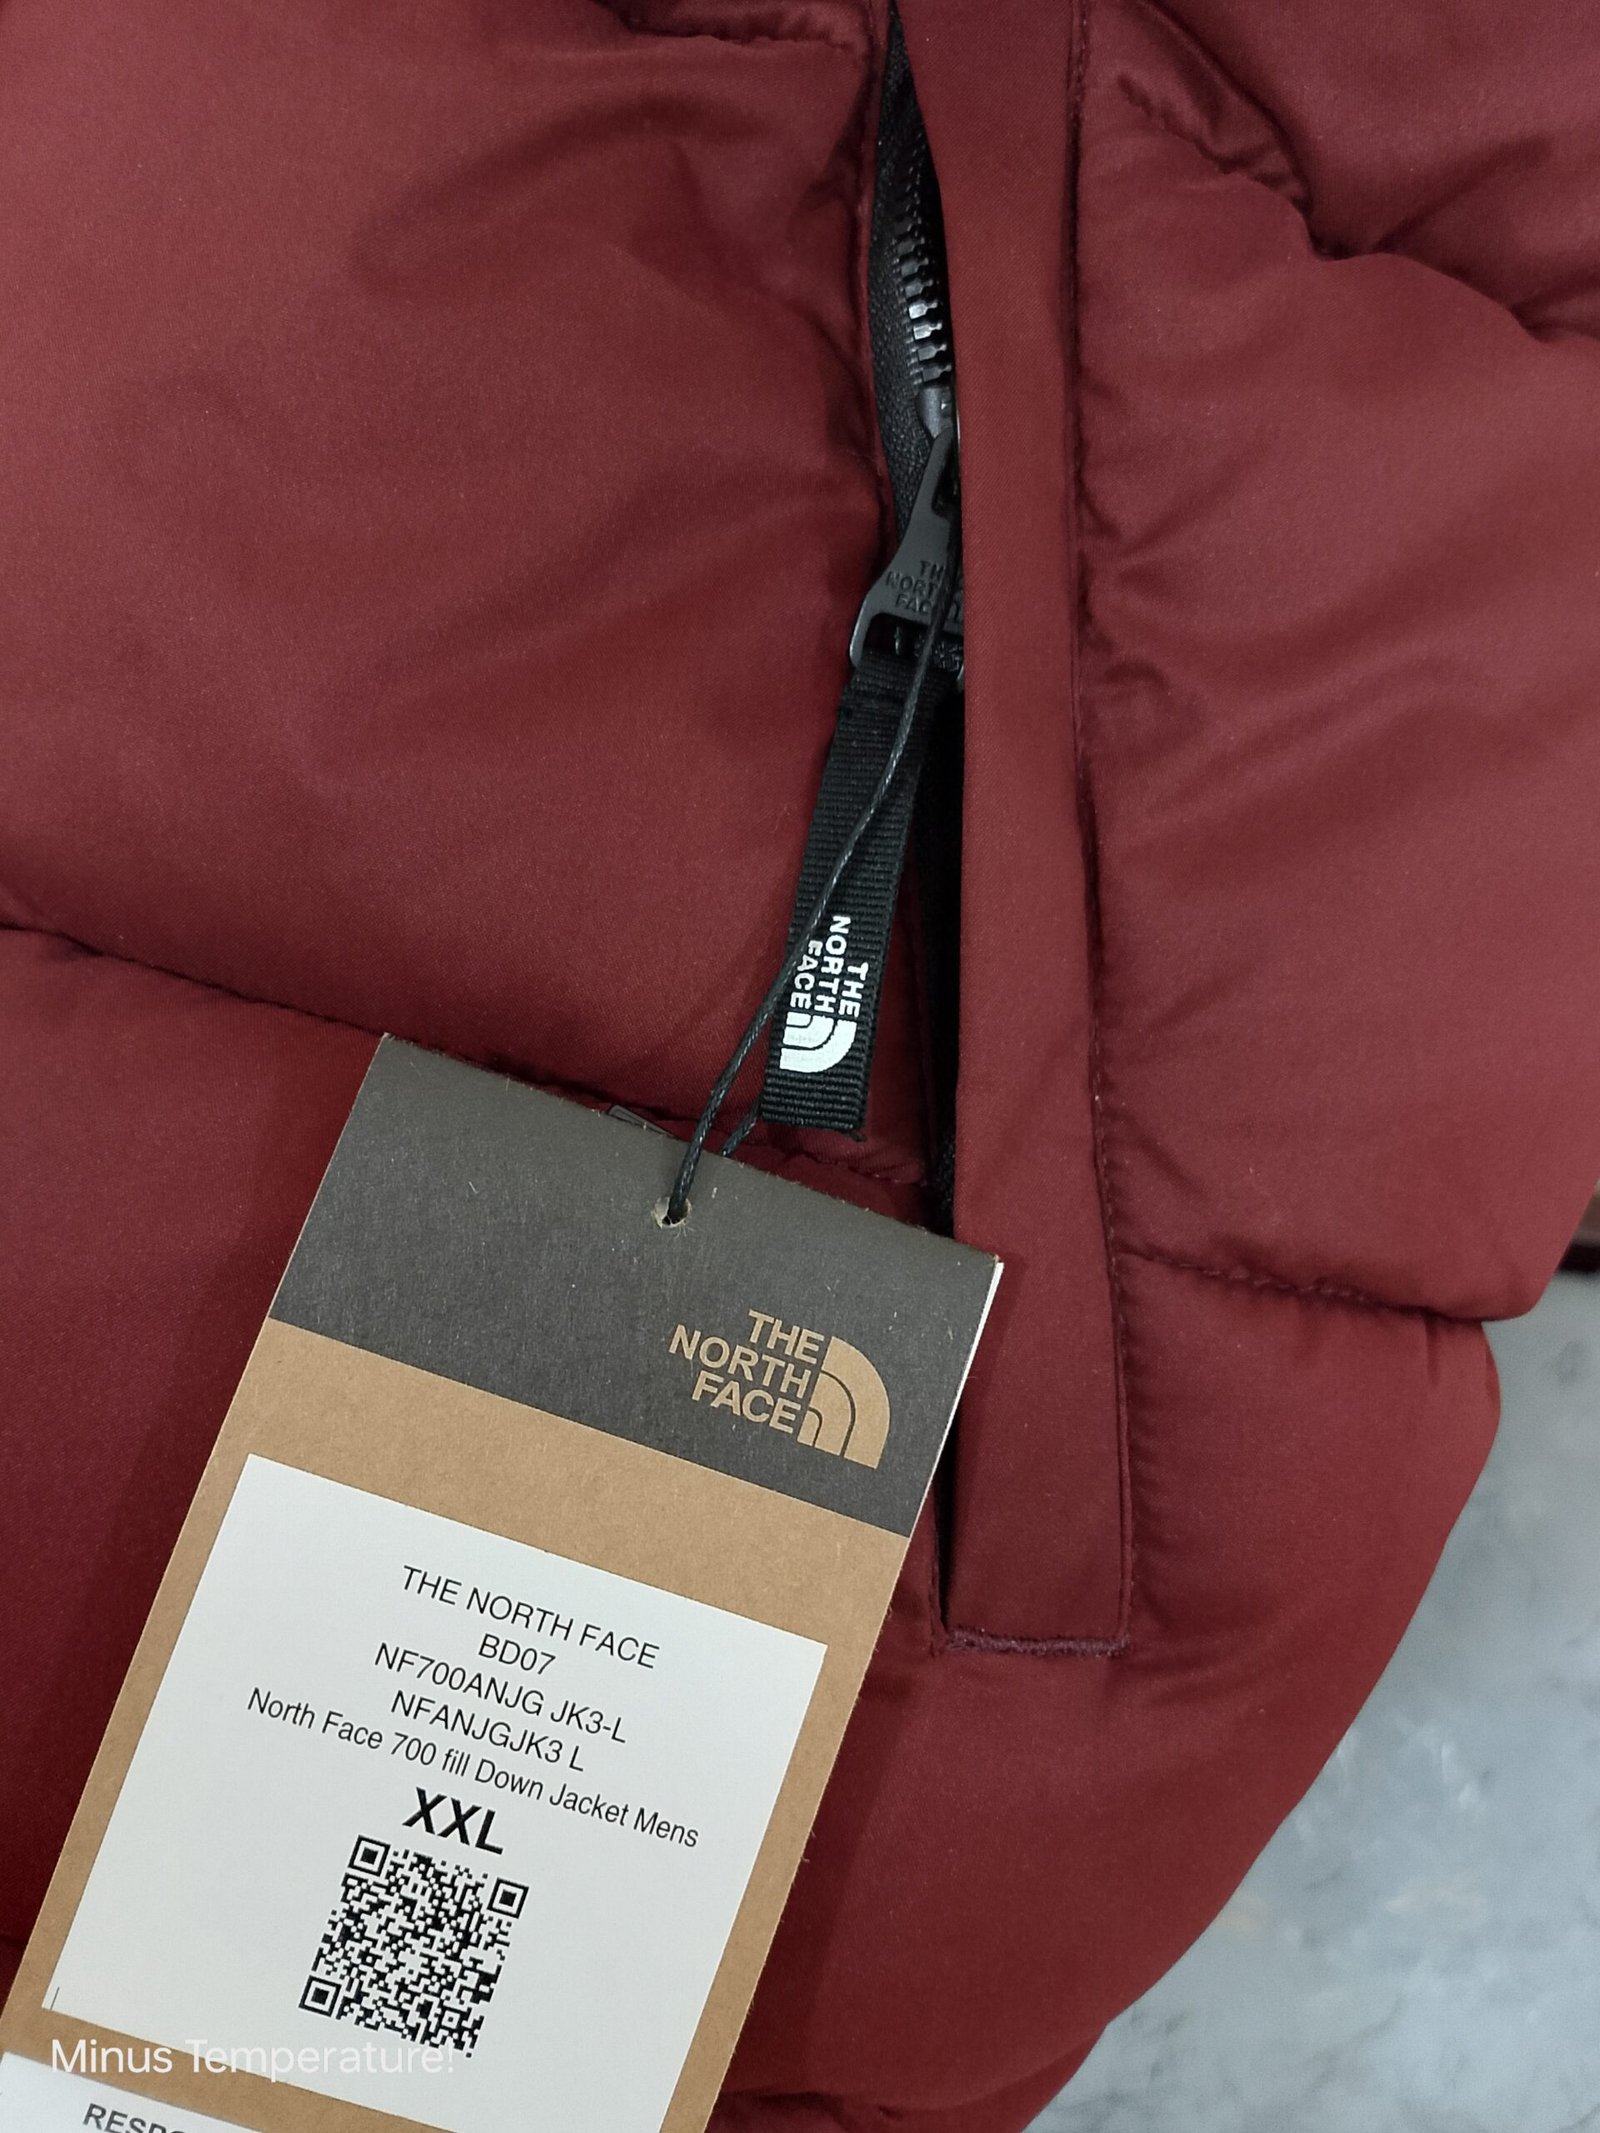 THE
NORTH
FACE
THE
NORTH
FACE
THE
NORTH
FACE
THE NORTH FACE
BD07
NF700ANJG JK3-L
NFANJGJK3 L
North Face 700 fill Down Jacket Mens
XXL
Minus Temperature!